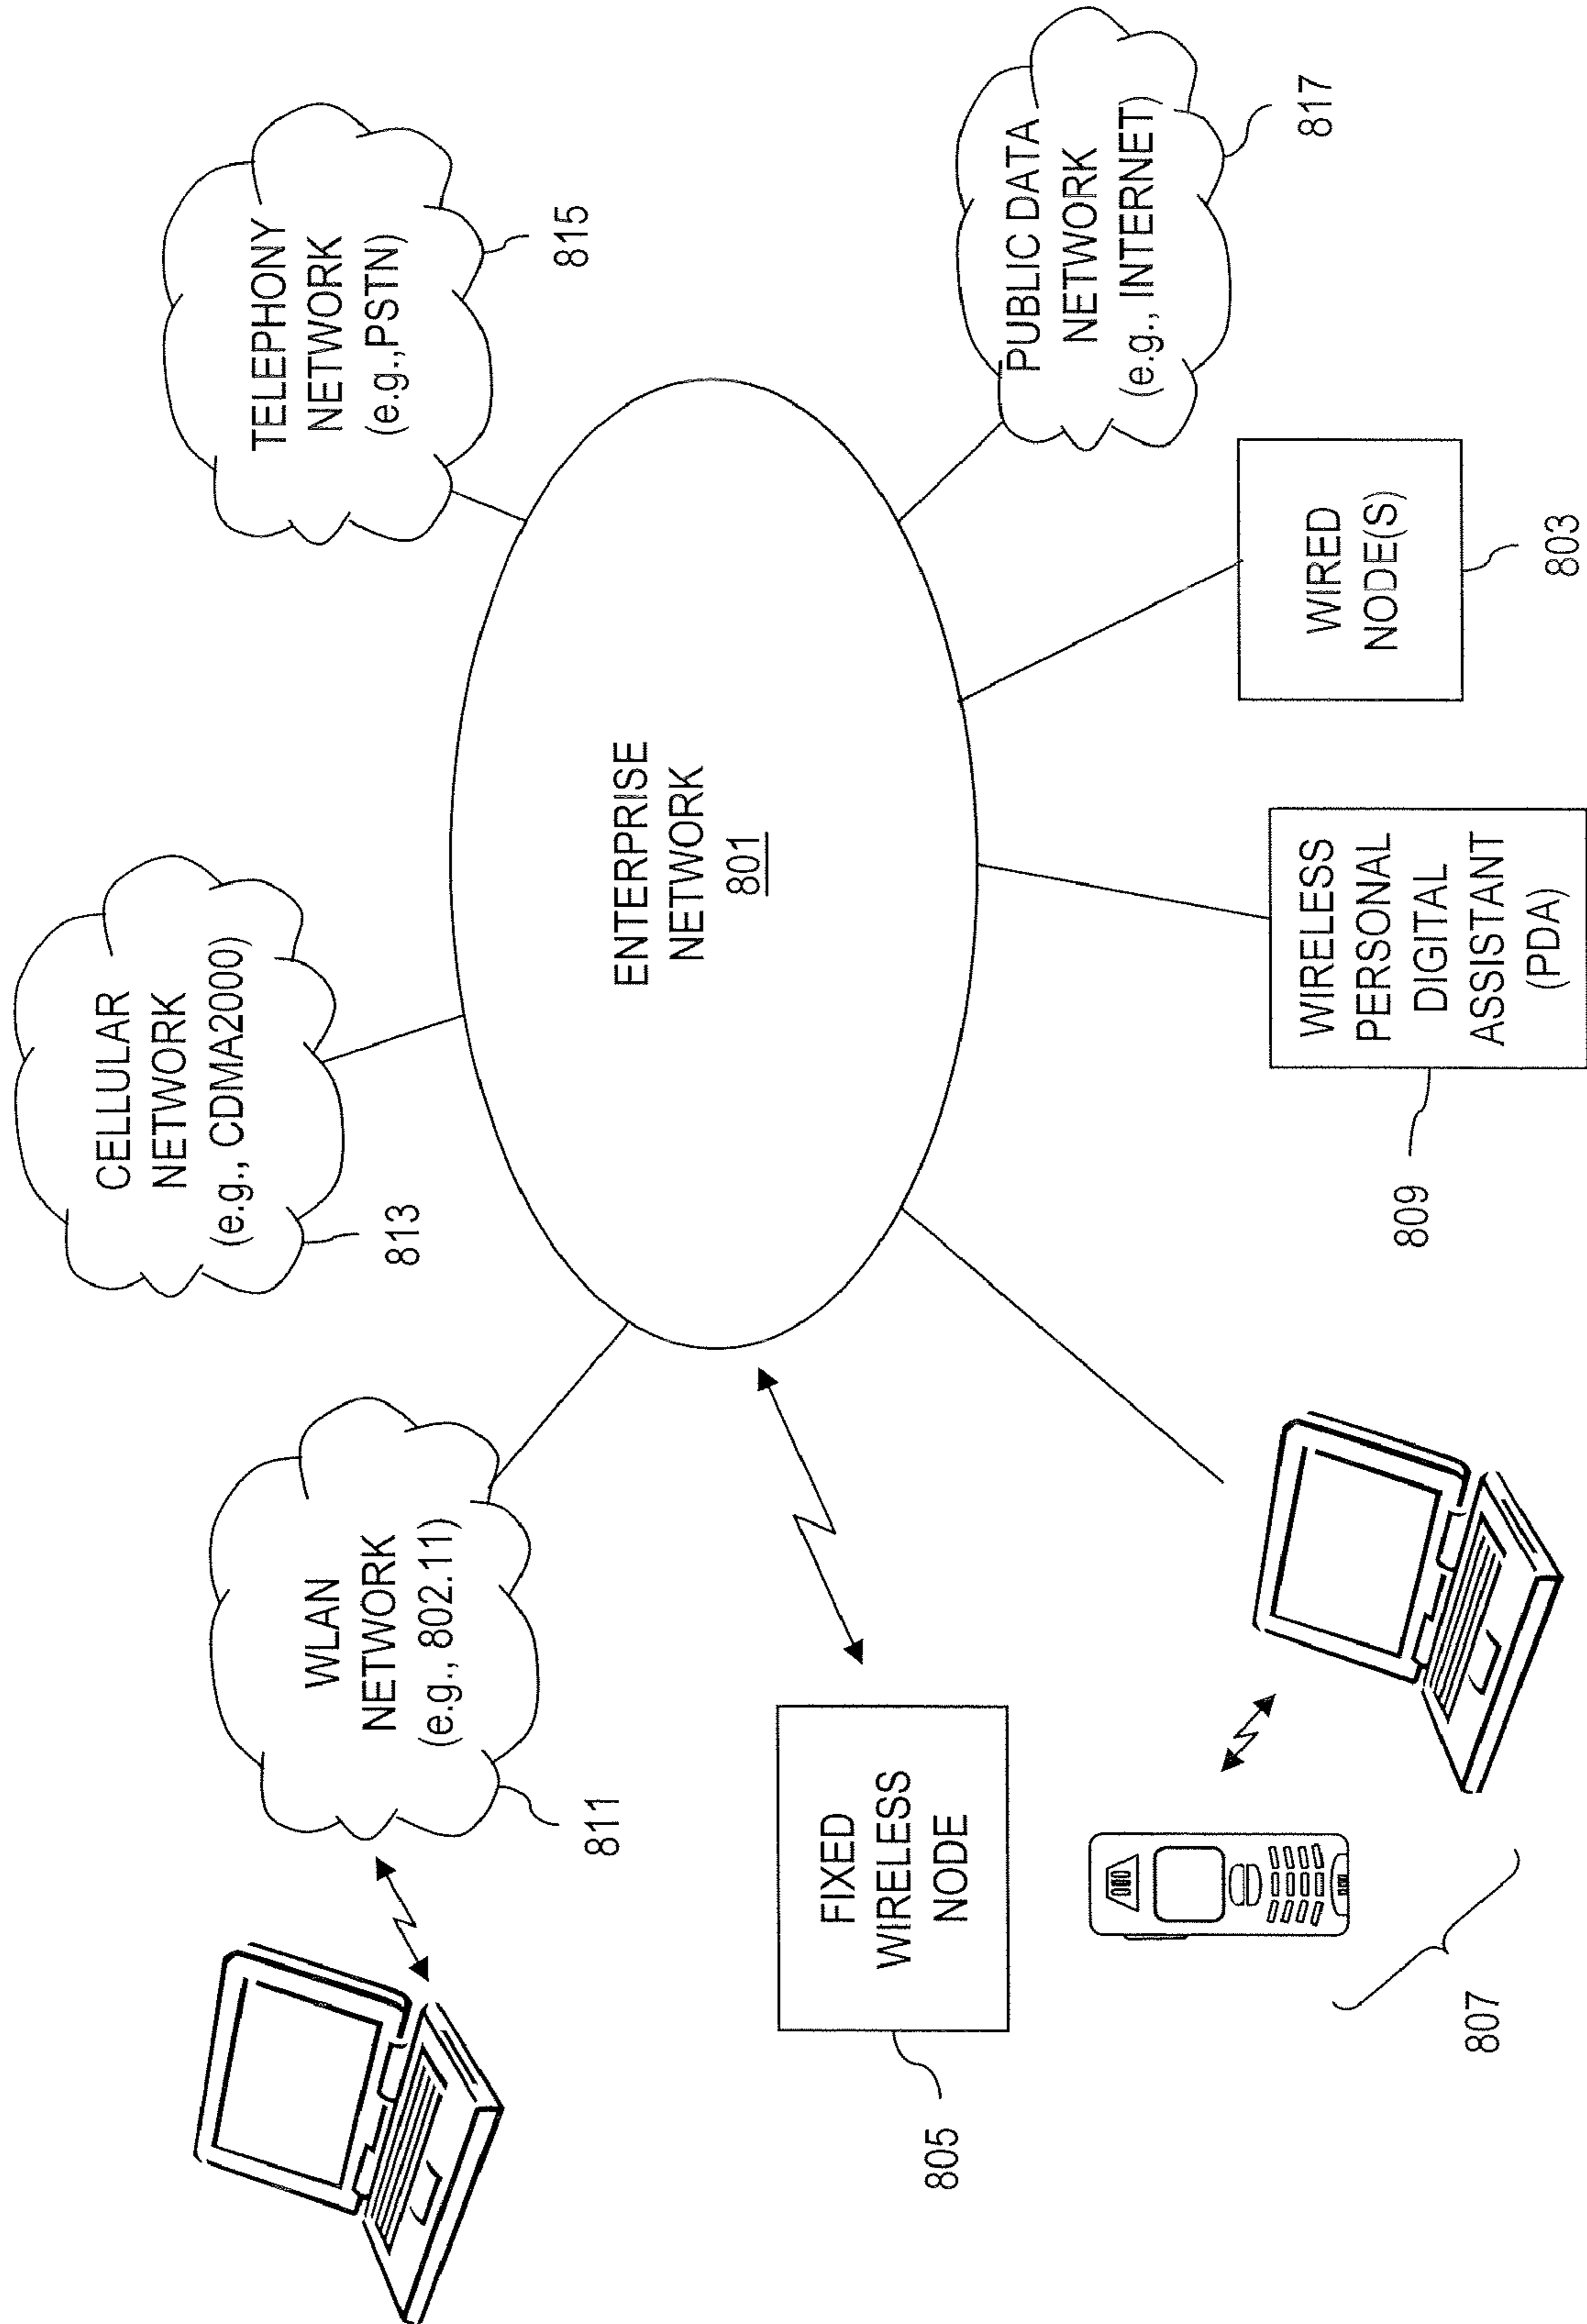 WLAN
NETWORK
(e.g., 802.11)
811
CELLULAR
NETWORK
(e.g., CDMA2000)
813
TELEPHONY
NETWORK
(e.g.,PSTN)
815
ENTERPRISE
NETWORK
801
FIXED
WIRELESS
NODE
805
807
WIRELESS
PERSONAL
DIGITAL
ASSISTANT
(PDA)
809
WIRED
NODE(S)
803
PUBLIC DATA
NETWORK
(e.g., INTERNET)
817